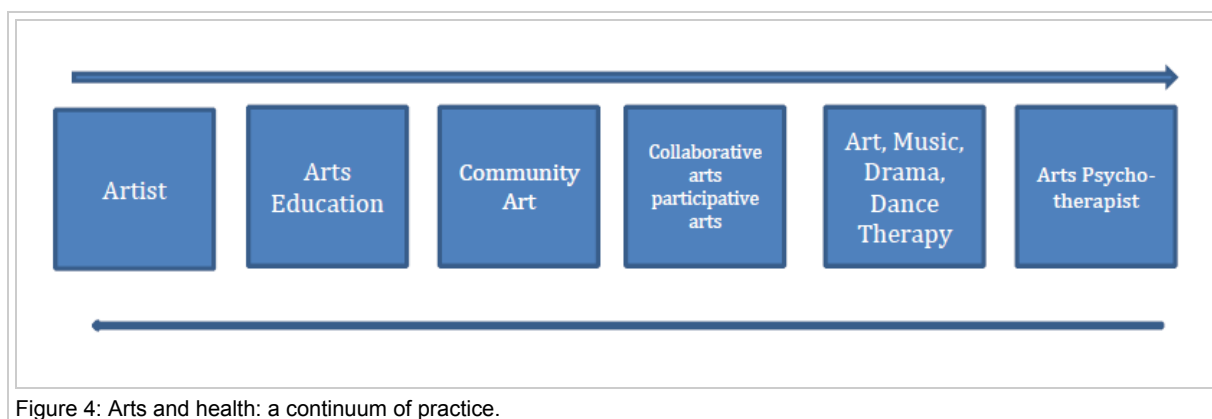 Artist
Arts
Education
Community
Art
Collaborative
arts
participative
arts
Art, Music,
Drama,
Dance
Therapy
Arts Psycho-
therapist
Figure 4: Arts and health: a continuum of practice.